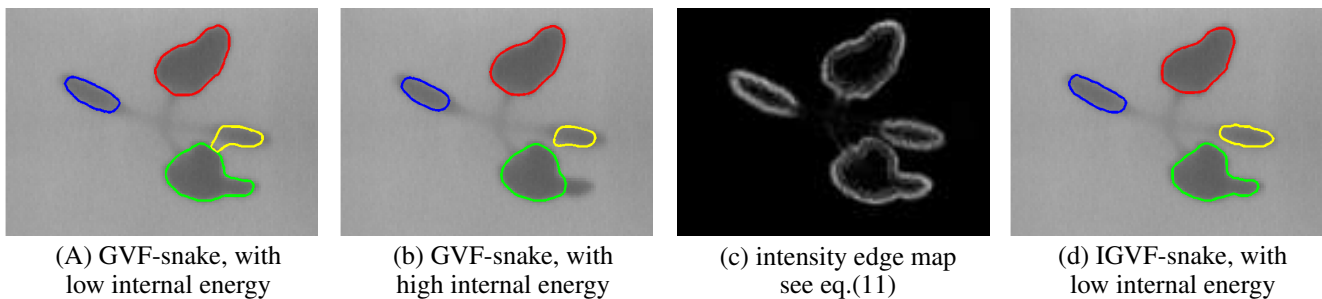 (A) GVF-snake, with
low internal energy
(b) GVF-snake, with
high internal energy
(c) intensity edge map
see eq.(11)
(d) IGVF-snake, with
low internal energy